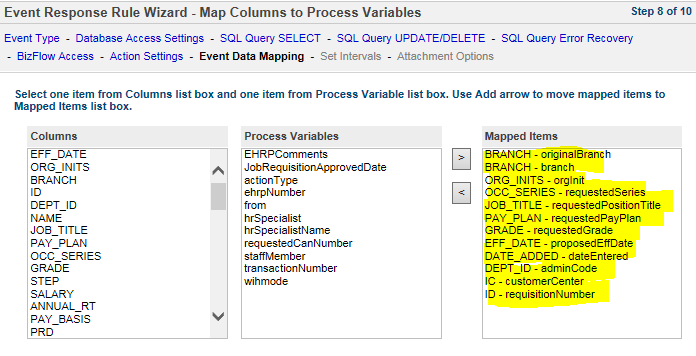 Event Response Rule Wizard - Map Columns to Process Variables Step 8 of 10
Event Type - Database Access Settings - SQL Query SELECT - SQL Query UPDATE/DELETE - SQL Query Error Recovery
- BizFlow Access - Action Settings - Event Data Mapping - Set Intervals - Attachment Options
Select one item from Columns list box and one item from Process Variable list box. Use Add arrow to move mapped items to
Mapped Items list box.
Columns
EFF_DATE
ORG_INITS
BRANCH
ID
DEPT_ID
NAME
JOB_TITLE
PAY_PLAN
OCC_SERIES
GRADE
STEP
SALARY
ANNUAL_RT
PAY_BASIS
PRD
Process Variables
EHRPComments
JobRequisitionApprovedDate
actionType
ehrpNumber
from
hrSpecialist
hrSpecialistName
requestedCanNumber
staffMember
transactionNumber
wihmode
>
<
Mapped Items
BRANCH - originalBranch
BRANCH - branch
ORG_INITS - orgInit
OCC_SERIES - requestedSeries
JOB_TITLE - requestedPositionTitle
PAY_PLAN - requestedPayPlan
GRADE - requestedGrade
EFF_DATE - proposedEffDate
DATE_ADDED - dateEntered
DEPT_ID - adminCode
IC - customerCenter
ID - requisitionNumber